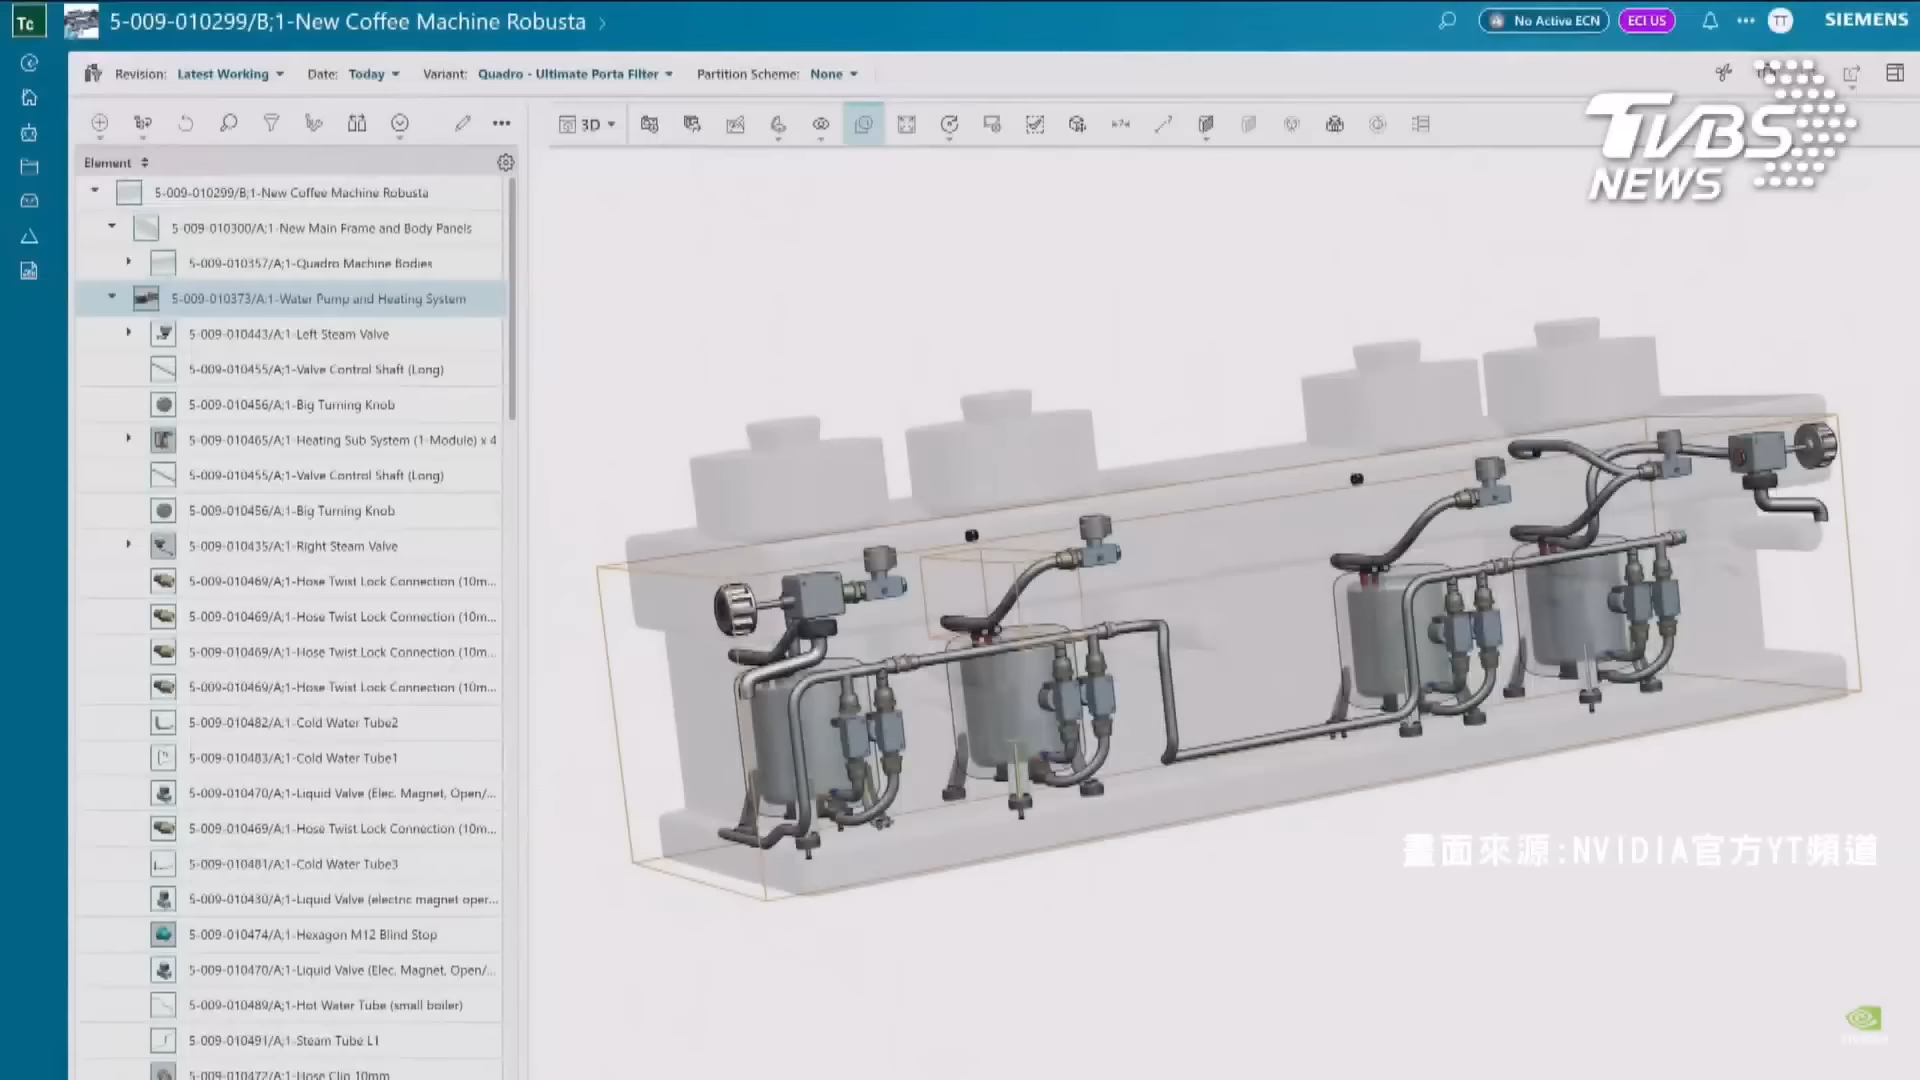 Tc
5-009-010299/B;1-New Coffee Machine Robusta
No Active ECN
ECI US
TT
SIEMENS
Revision: Latest Working
Date: Today
Variant: Quadro - Ultimate Porta Filter
Partition Scheme: None
TVBS
NEWS
3D
Element
5-009-010299/B;1-New Coffee Machine Robusta
5-009-010300/A;1-New Main Frame and Body Panels
5-009-010357/A;1-Quadro Machine Bodies
5-009-010373/A;1-Water Pump and Heating System
5-009-010443/A;1-Left Steam Valve
5-009-010455/A;1-Valve Control Shaft (Long)
5-009-010456/A;1-Big Turning Knob
5-009-010465/A;1-Heating Sub System (1-Module) x 4
5-009-010455/A;1-Valve Control Shaft (Long)
5-009-010456/A;1-Big Turning Knob
5-009-010435/A;1-Right Steam Valve
5-009-010469/A;1-Hose Twist Lock Connection (10m...
5-009-010469/A;1-Hose Twist Lock Connection (10m...
5-009-010469/A;1-Hose Twist Lock Connection (10m...
5-009-010469/A;1-Hose Twist Lock Connection (10m...
5-009-010482/A;1-Cold Water Tube2
5-009-010483/A;1-Cold Water Tube1
5-009-010470/A;1-Liquid Valve (Elec. Magnet, Open/...
5-009-010469/A;1-Hose Twist Lock Connection (10m...
5-009-010481/A;1-Cold Water Tube3
5-009-010430/A;1-Liquid Valve (electric magnet oper...
5-009-010474/A;1-Hexagon M12 Blind Stop
5-009-010470/A;1-Liquid Valve (Elec. Magnet, Open/...
5-009-010489/A;1-Hot Water Tube (small boiler)
5-009-010491/A;1-Steam Tube L1
5-009-010472/A;1-Hose Clip 10mm
畫面來源:NVIDIA官方YT頻道